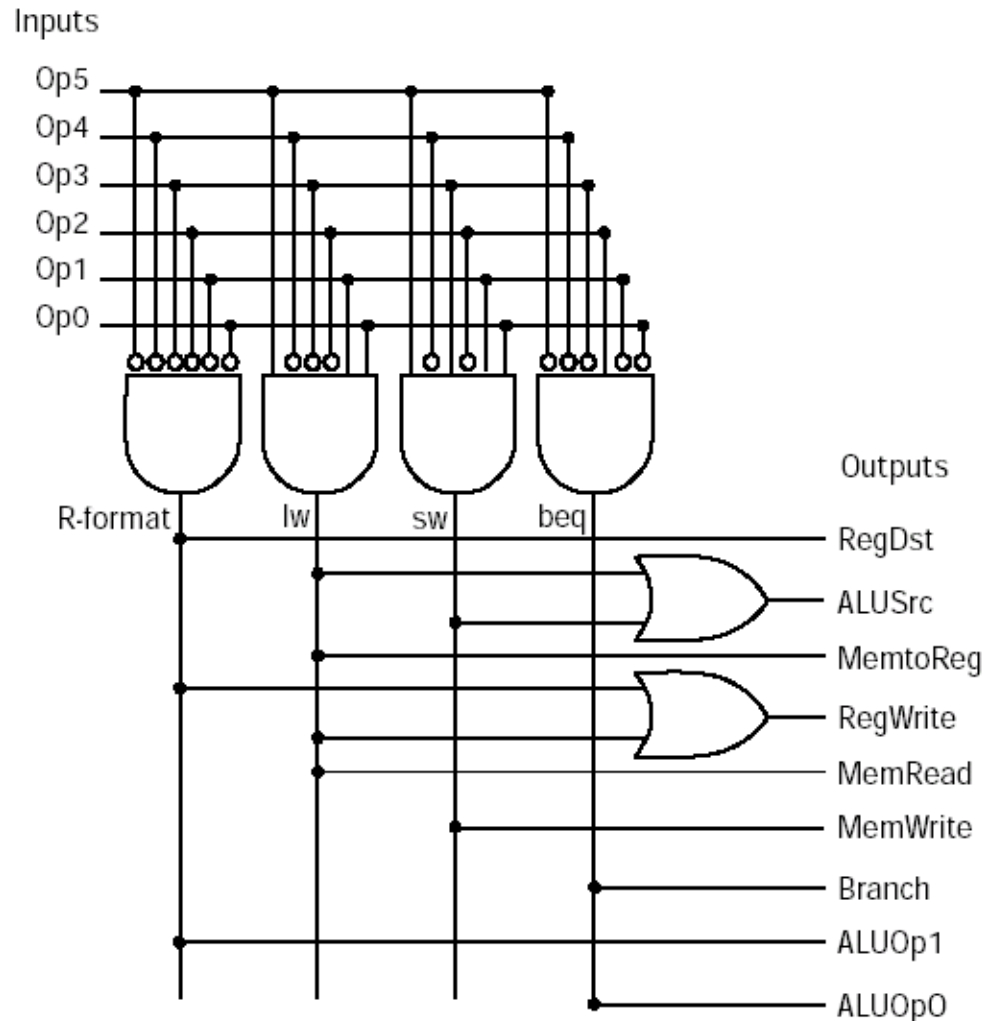 Inputs
Op5
Op4
Op3
Op2
Op1
Op0
Outputs
R-format
lw
sw
beq
RegDst
ALUSrc
MemtoReg
RegWrite
MemRead
MemWrite
Branch
ALUOp1
ALUOpO